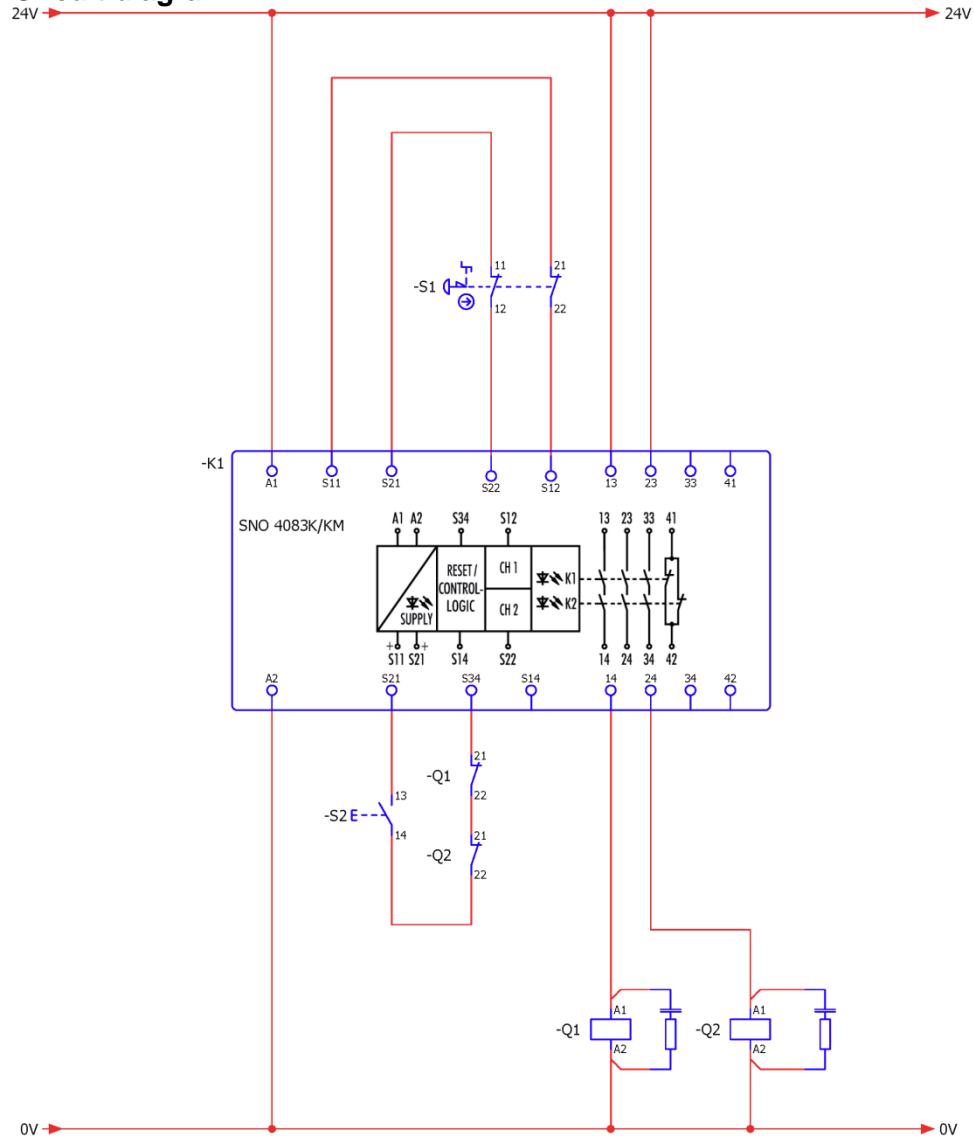 24V
24V
11
21
-S1
12
22
-K1
A1
S11
S21
S22
S12
13
23
33
41
SNO 4083K/KM
A1 A2
S34
S12
13 23 33 41
RESET /
CONTROL-
LOGIC
CH 1
K1
CH 2
K2
SUPPLY
+
S11
S21
+
S14
S22
14 24 34 42
A2
S21
S34
S14
14
24
34
42
21
-Q1
22
13
-S2
14
21
-Q2
22
A1
-Q1
A2
A1
-Q2
A2
0V
0V